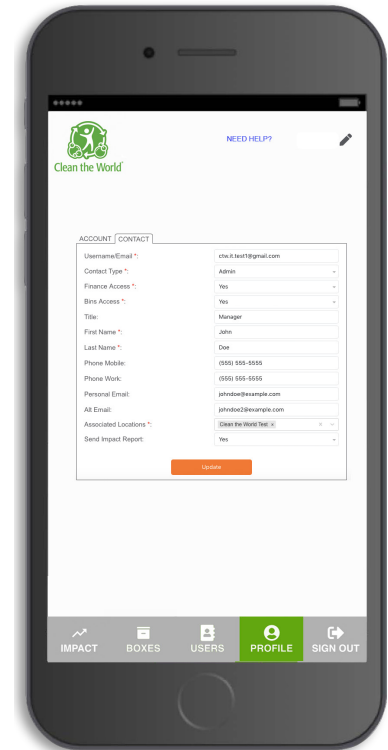 NEED HELP?
Clean the World
ACCOUNT CONTACT
Username/Email *: ctw.it.test1@gmail.com
Contact Type *: Admin
Finance Access *: Yes
Bins Access *: Yes
Title: Manager
First Name *: John
Last Name *: Doe
Phone Mobile: (555) 555-5555
Phone Work: (555) 555-5555
Personal Email: johndoe@example.com
Alt Email: johndoe2@example.com
Associated Locations *: Clean the World Test ×
Send Impact Report: Yes
Update
IMPACT BOXES USERS PROFILE SIGN OUT